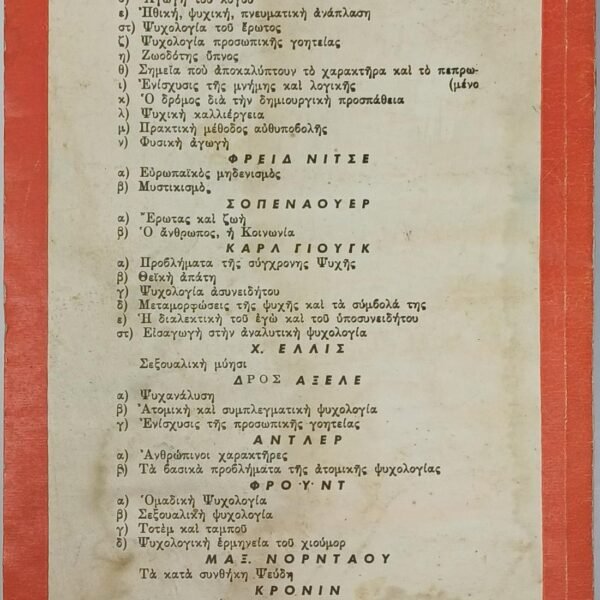 ε) Ἠθική, ψυχική, πνευματική ἀνάπλαση
στ) Ψυχολογία τοῦ ἔρωτος
ζ) Ψυχολογία προσωπικῆς γοητείας
η) Ζωοδότης ὕπνος
θ) Σημεῖα ποὺ ἀποκαλύπτουν τὸ χαρακτῆρα καὶ τὸ πεπρω-
ι) Ἐνίσχυσις τῆς μνήμης καὶ λογικῆς (μένο
κ) Ὁ δρόμος διὰ τὴν δημιουργικὴ προσπάθεια
λ) Ψυχικὴ καλλιέργεια
μ) Πρακτικὴ μέθοδος αὐθυποβολῆς
ν) Φυσικὴ ἀγωγὴ
ΦΡΕΙΔ ΝΙΤΣΕ
α) Εὐρωπαϊκὸς μηδενισμὸς
β) Μυστικισμὸς
ΣΟΠΕΝΑΟΥΕΡ
α) Ἔρωτας καὶ ζωὴ
β) Ὁ ἄνθρωπος, ἡ Κοινωνία
ΚΑΡΛ ΓΙΟΥΓΚ
α) Προβλήματα τῆς σύγχρονης Ψυχῆς
β) Θεϊκὴ ἀπάτη
γ) Ψυχολογία ἀσυνειδήτου
δ) Μεταμορφώσεις τῆς ψυχῆς καὶ τὰ σύμβολά της
ε) Ἡ διαλεκτικὴ τοῦ ἐγὼ καὶ τοῦ ὑποσυνειδήτου
στ) Εἰσαγωγὴ στὴν ἀναλυτικὴ ψυχολογία
Χ. ΕΛΛΙΣ
Σεξουαλικὴ μύησι
ΔΡΟΣ ΑΞΕΛΕ
α) Ψυχανάλυση
β) Ἀτομικὴ καὶ συμπλεγματικὴ ψυχολογία
γ) Ἐνίσχυσις τῆς προσωπικῆς γοητείας
ΑΝΤΛΕΡ
α) Ἀνθρώπινοι χαρακτῆρες
β) Τὰ βασικὰ προβλήματα τῆς ἀτομικῆς ψυχολογίας
ΦΡΟΫΝΤ
α) Ὁμαδικὴ Ψυχολογία
β) Σεξουαλικὴ ψυχολογία
γ) Τοτὲμ καὶ ταμποῦ
δ) Ψυχολογικὴ ἑρμηνεία τοῦ χιούμορ
ΜΑΞ. ΝΟΡΝΤΑΟΥ
Τὰ κατὰ συνθήκη Ψεύδη
ΚΡΟΝΙΝ